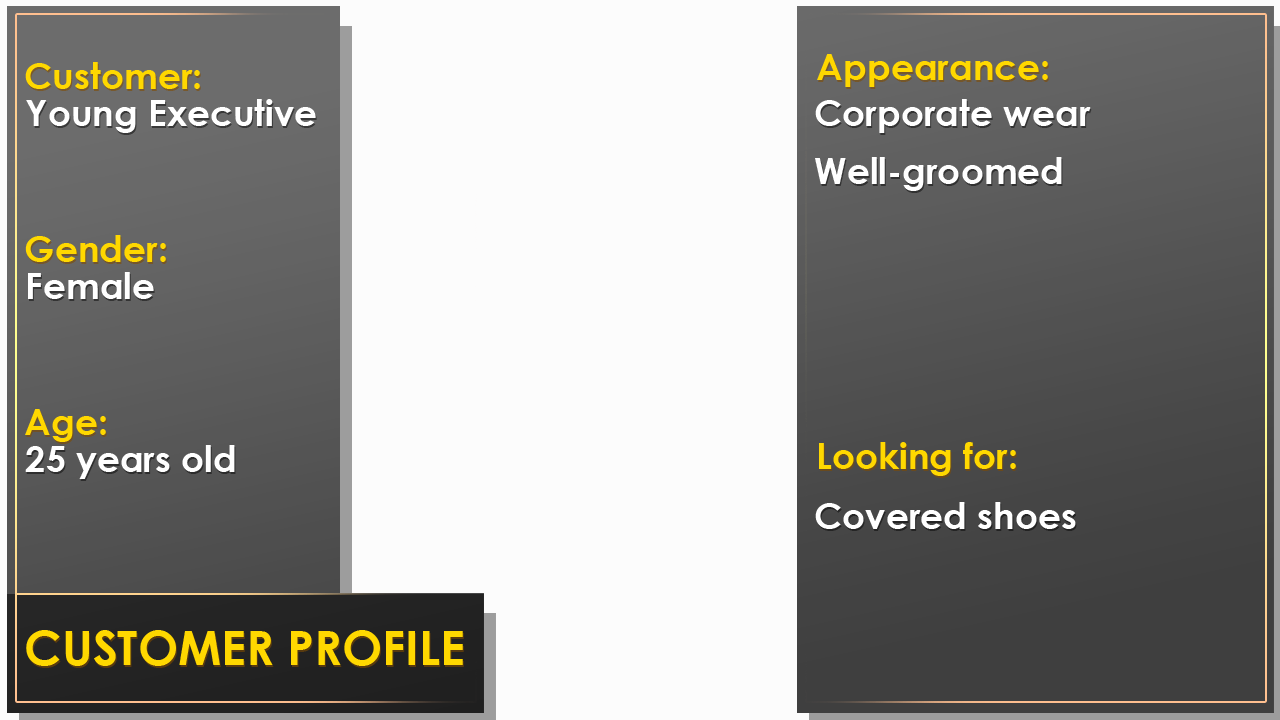 Customer:
Young Executive
Gender:
Female
Age:
25 years old
CUSTOMER PROFILE
Appearance:
Corporate wear
Well-groomed
Looking for:
Covered shoes